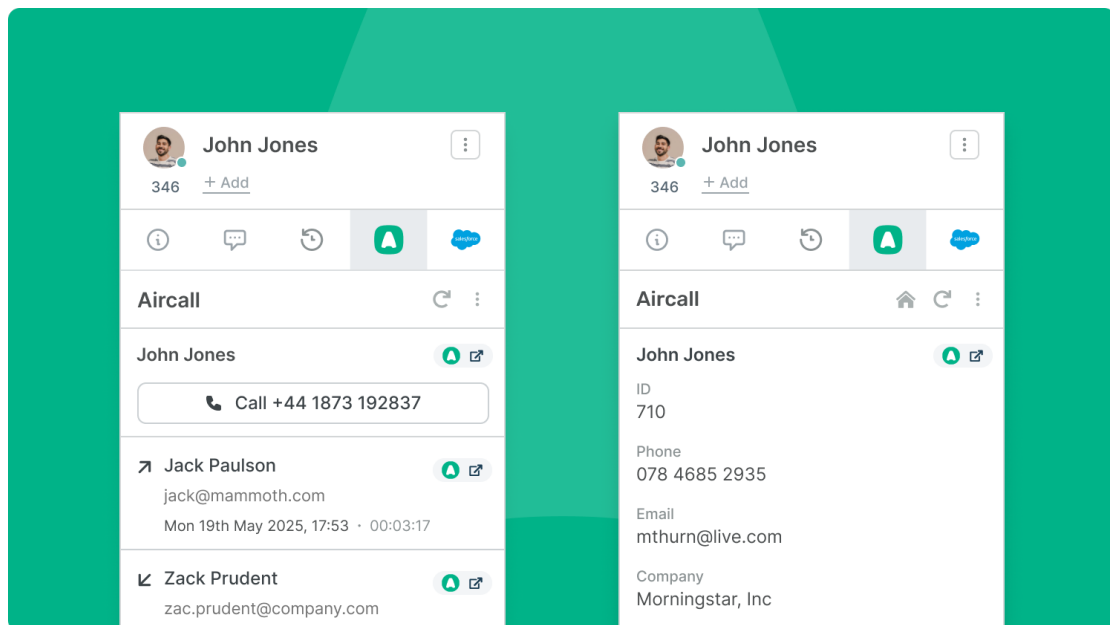 John Jones
346
+ Add
salesforce
Aircall
John Jones
Call +44 1873 192837
Jack Paulson
jack@mammoth.com
Mon 19th May 2025, 17:53 · 00:03:17
Zack Prudent
zac.prudent@company.com
John Jones
346
+ Add
salesforce
Aircall
John Jones
ID
710
Phone
078 4685 2935
Email
mthurn@live.com
Company
Morningstar, Inc